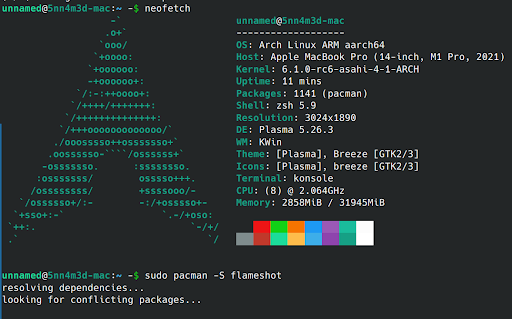 unnamed@5nn4m3d-mac:~ -$ neofetch
unnamed@5nn4m3d-mac
-------------------
OS: Arch Linux ARM aarch64
Host: Apple MacBook Pro (14-inch, M1 Pro, 2021)
Kernel: 6.1.0-rc6-asahi-4-1-ARCH
Uptime: 11 mins
Packages: 1141 (pacman)
Shell: zsh 5.9
Resolution: 3024x1890
DE: Plasma 5.26.3
WM: KWin
Theme: [Plasma], Breeze [GTK2/3]
Icons: [Plasma], Breeze [GTK2/3]
Terminal: konsole
CPU: (8) @ 2.064GHz
Memory: 2858MiB / 31945MiB
unnamed@5nn4m3d-mac:~ -$ sudo pacman -S flameshot
resolving dependencies...
looking for conflicting packages...